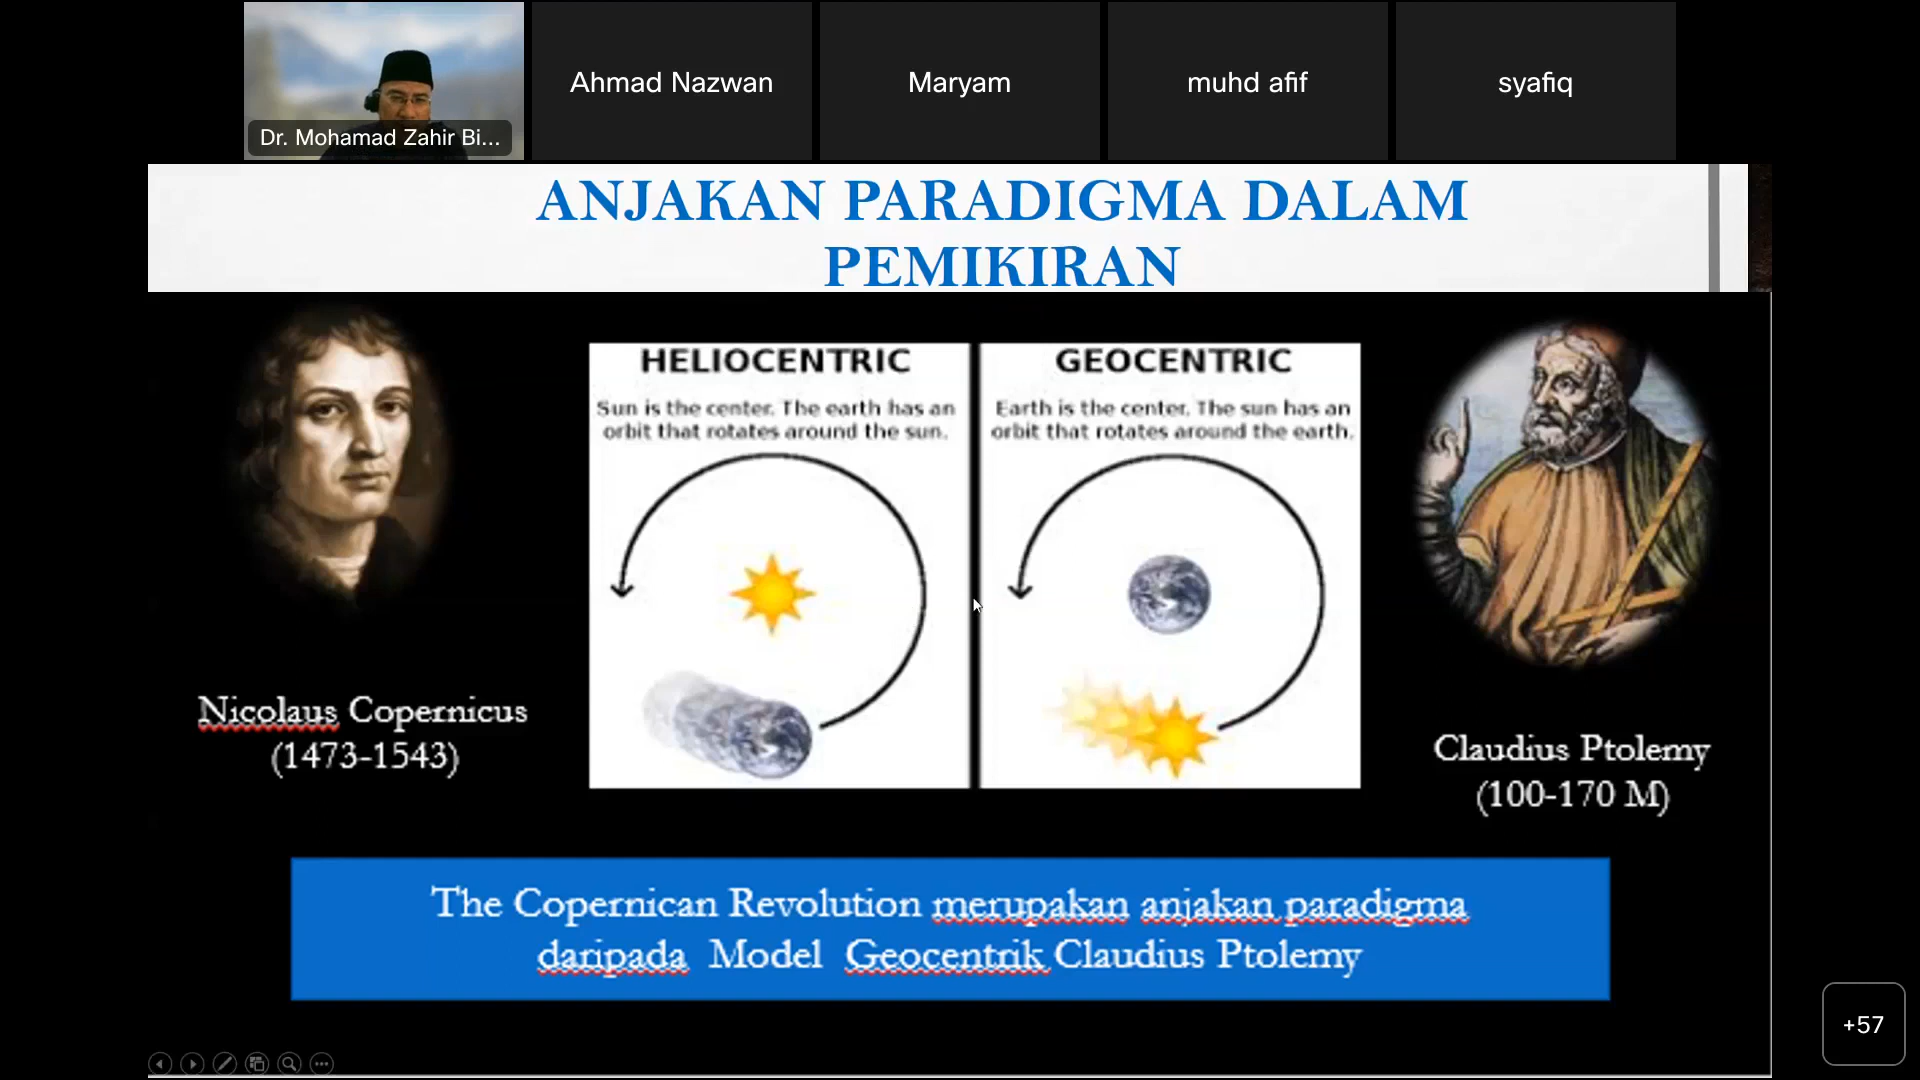 Dr. Mohamad Zahir Bi...
Ahmad Nazwan
Maryam
muhd afif
syafiq
ANJAKAN PARADIGMA DALAM
PEMIKIRAN
HELIOCENTRIC
Sun is the center. The earth has an
orbit that rotates around the sun.
GEOCENTRIC
Earth is the center. The sun has an
orbit that rotates around the earth.
Nicolaus Copernicus
(1473-1543)
Claudius Ptolemy
(100-170 M)
The Copernican Revolution merupakan anjakan paradigma
daripada Model Geocentrik Claudius Ptolemy
+57